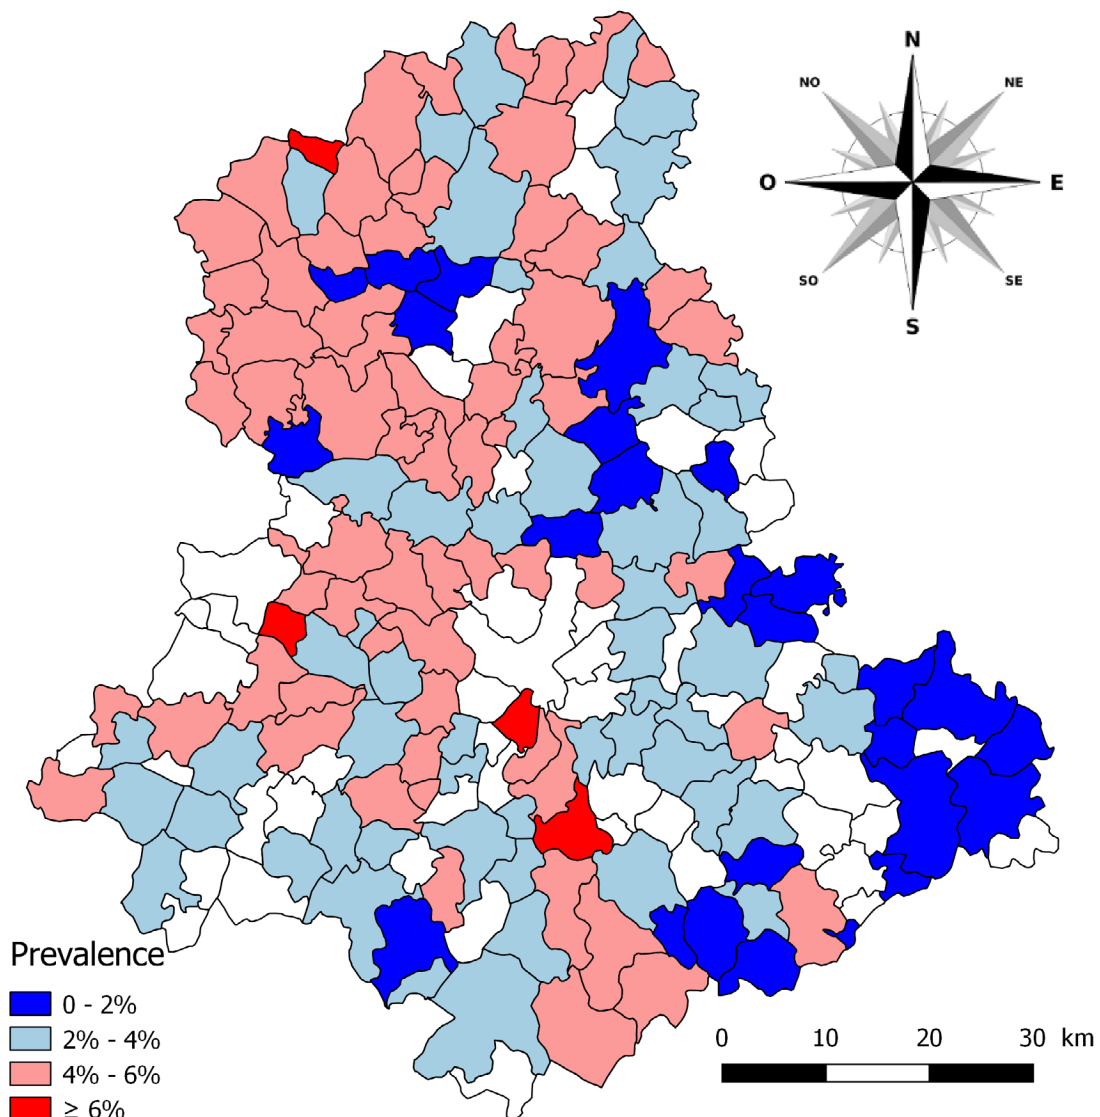 N
NO
NE
O
E
SO
SE
S
Prevalence
0 - 2%
2% - 4%
4% - 6%
≥ 6%
0 10 20 30 km